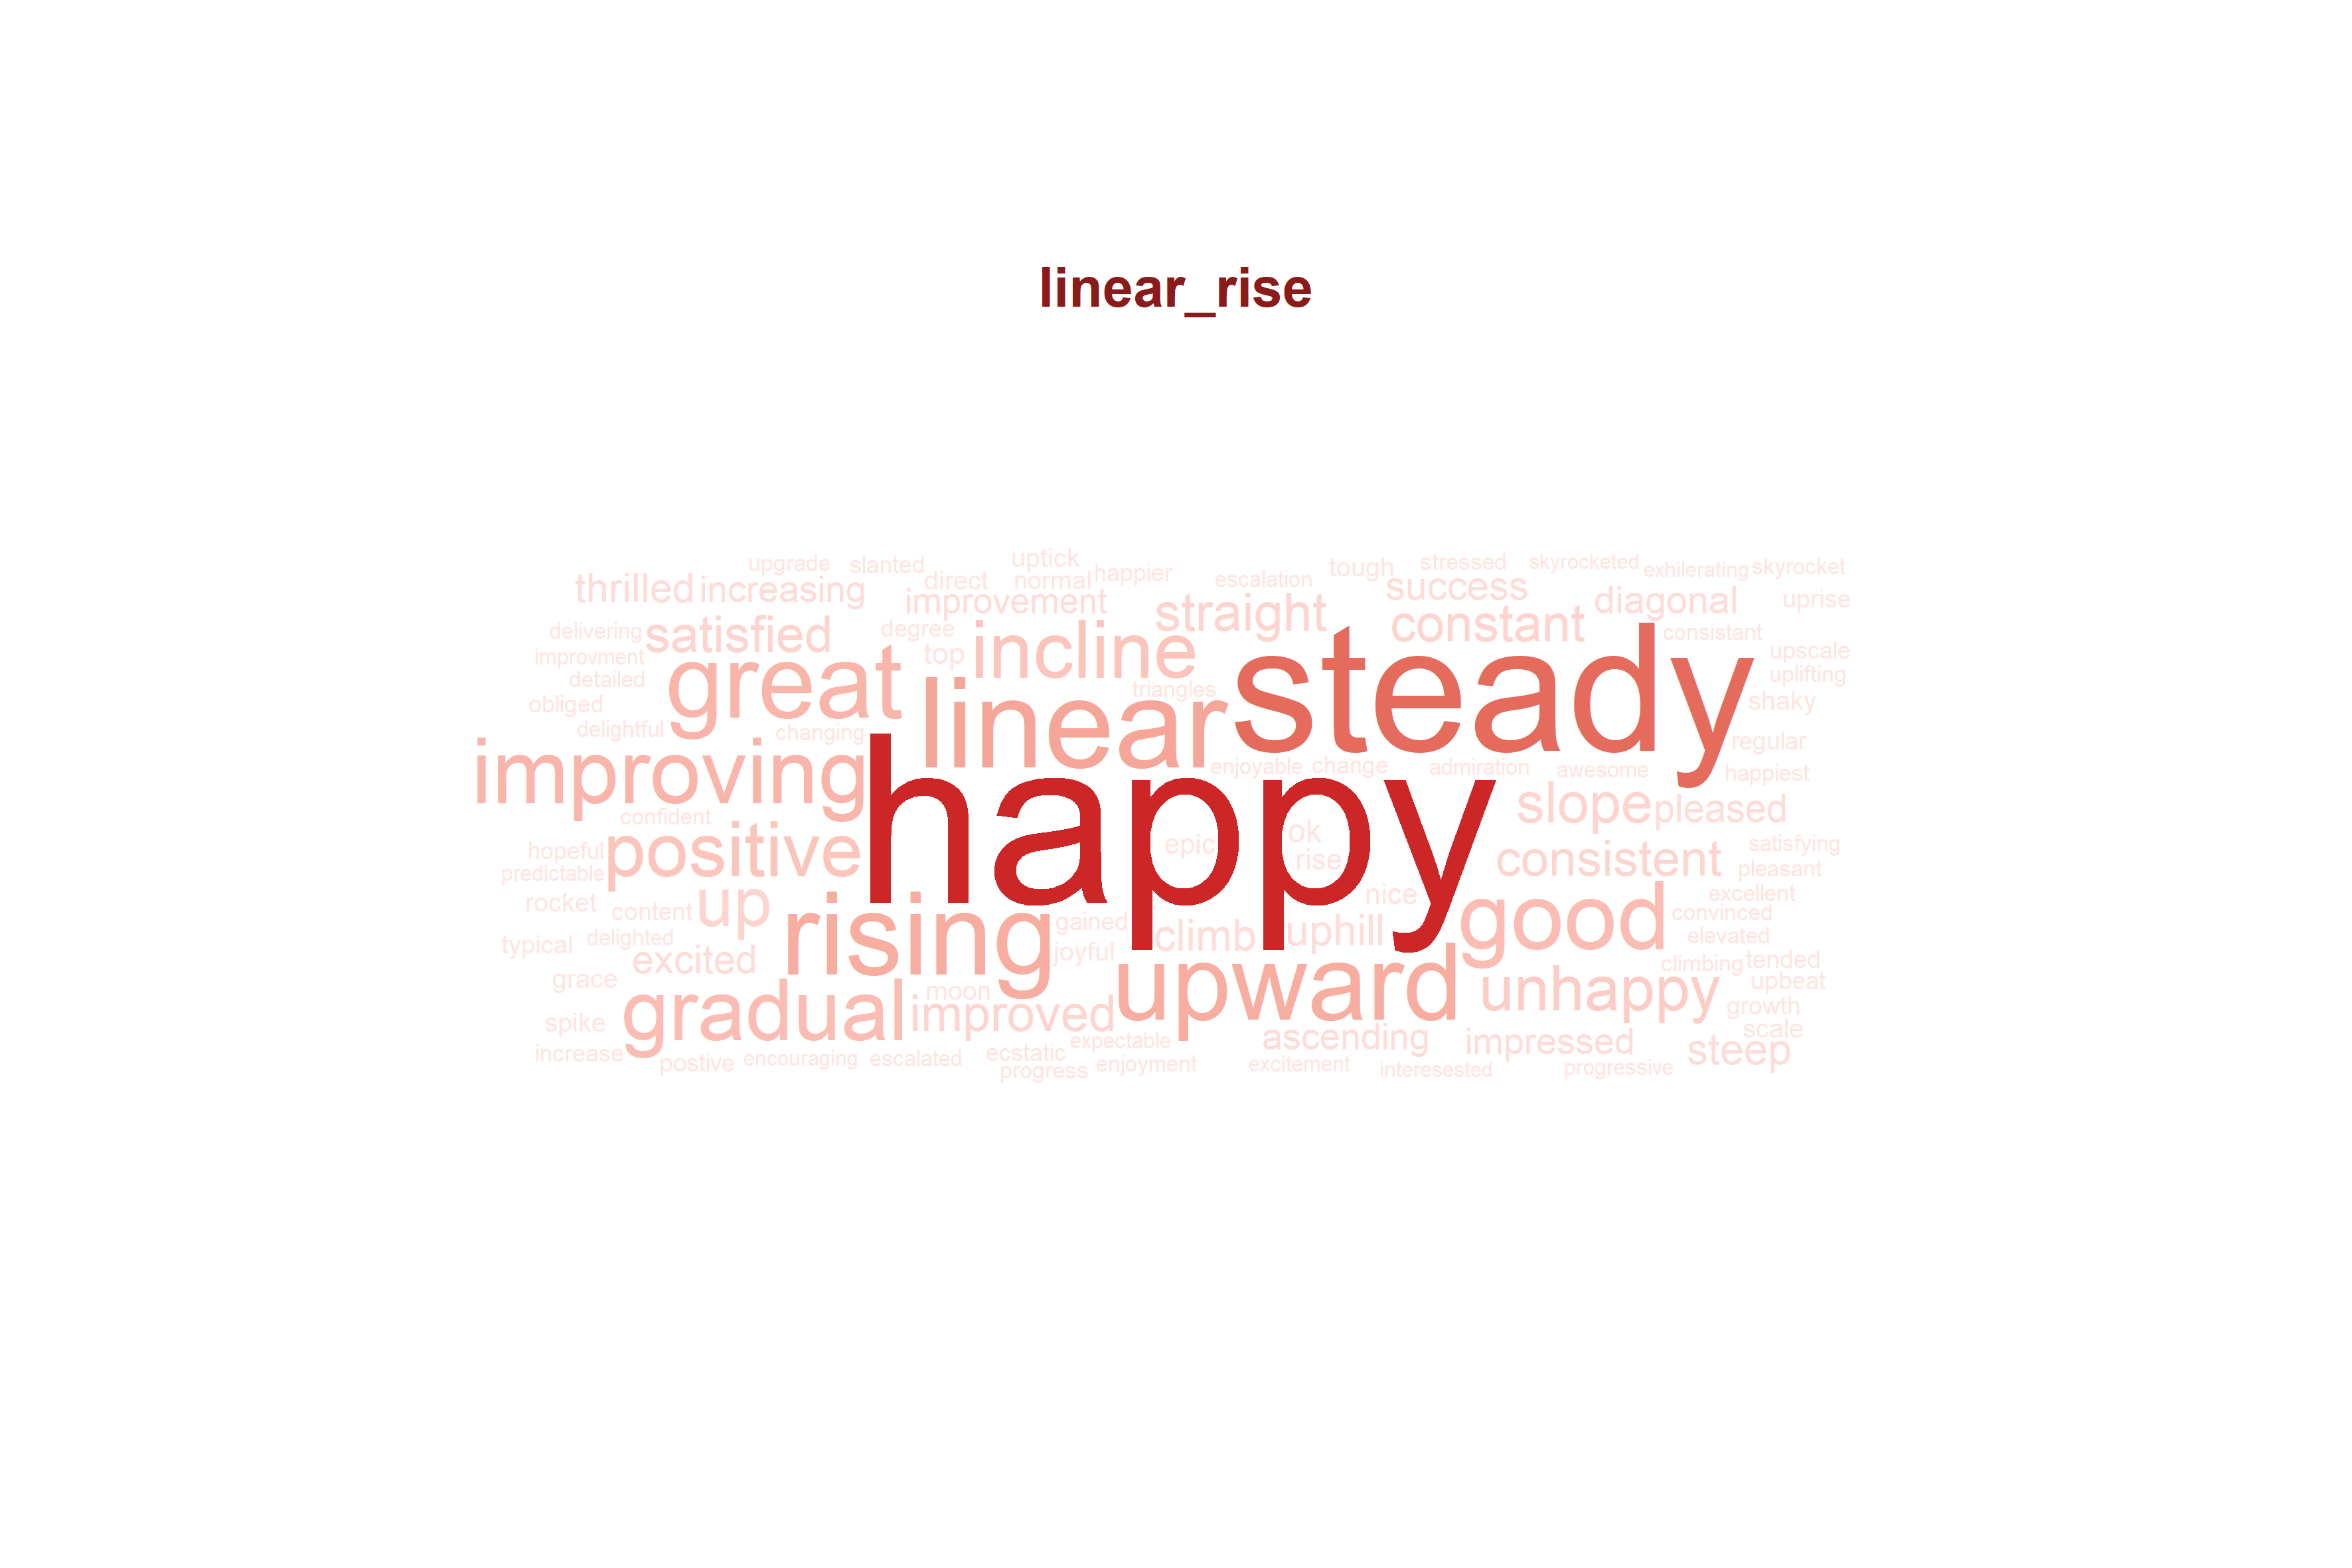 linear_rise
upgrade slanted uptick happier tough stressed skyrocketed exhilerating skyrocket
thrilled increasing direct normal escalation success diagonal uprise
improvement straight constant
delivering satisfied degree incline consistant
improvment great top steady upscale
detailed linear triangles uplifting
obliged shaky
delightful changing regular
improving happy enjoyable change admiration awesome happiest
confident slope pleased
hopeful positive epic ok consistent satisfying
predictable rise pleasant
rocket content up rising nice good excellent
typical delighted gained climb uphill convinced
excited joyful elevated
grace climbing tended
gradual moon upward unhappy upbeat
spike improved growth
increase ascending impressed scale
postive encouraging escalated ecstatic expectable steep
progress enjoyment excitement interesested progressive